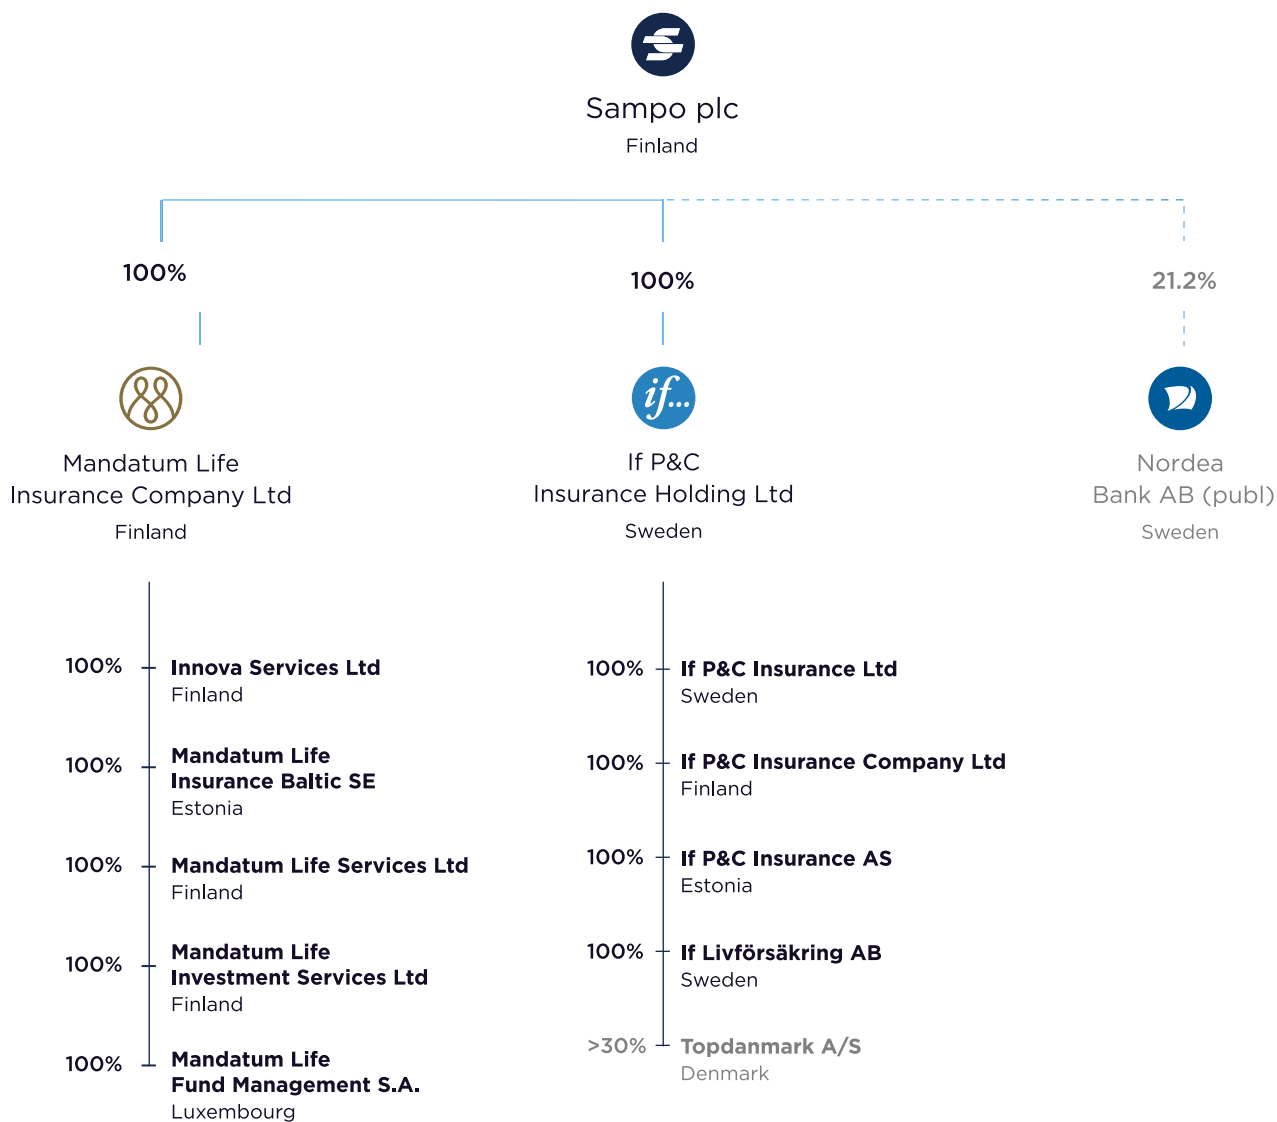 Sampo plc
Finland
100%
100%
21.2%
if...
Mandatum Life
Insurance Company Ltd
Finland
If P&C
Insurance Holding Ltd
Sweden
Nordea
Bank AB (publ)
Sweden
100%
Innova Services Ltd
Finland
100%
Mandatum Life
Insurance Baltic SE
Estonia
100%
Mandatum Life Services Ltd
Finland
100%
Mandatum Life
Investment Services Ltd
Finland
100%
Mandatum Life
Fund Management S.A.
Luxembourg
100%
If P&C Insurance Ltd
Sweden
100%
If P&C Insurance Company Ltd
Finland
100%
If P&C Insurance AS
Estonia
100%
If Livförsäkring AB
Sweden
>30%
Topdanmark A/S
Denmark